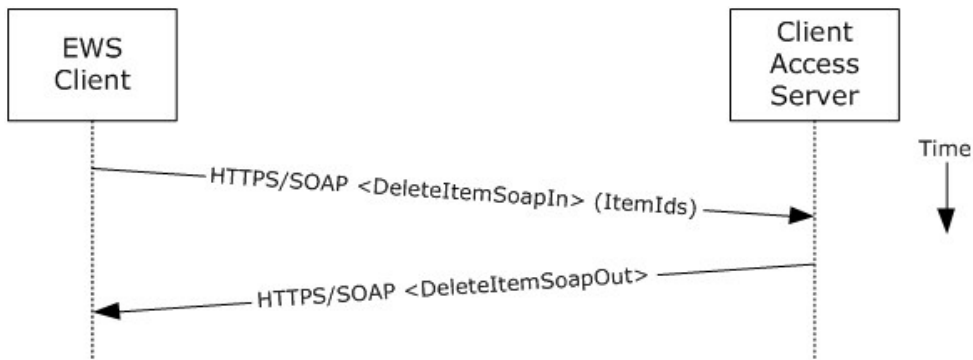 EWS
Client
Client
Access
Server
Time
HTTPS/SOAP <DeleteItemSoapIn> (ItemIds)
HTTPS/SOAP <DeleteItemSoapOut>